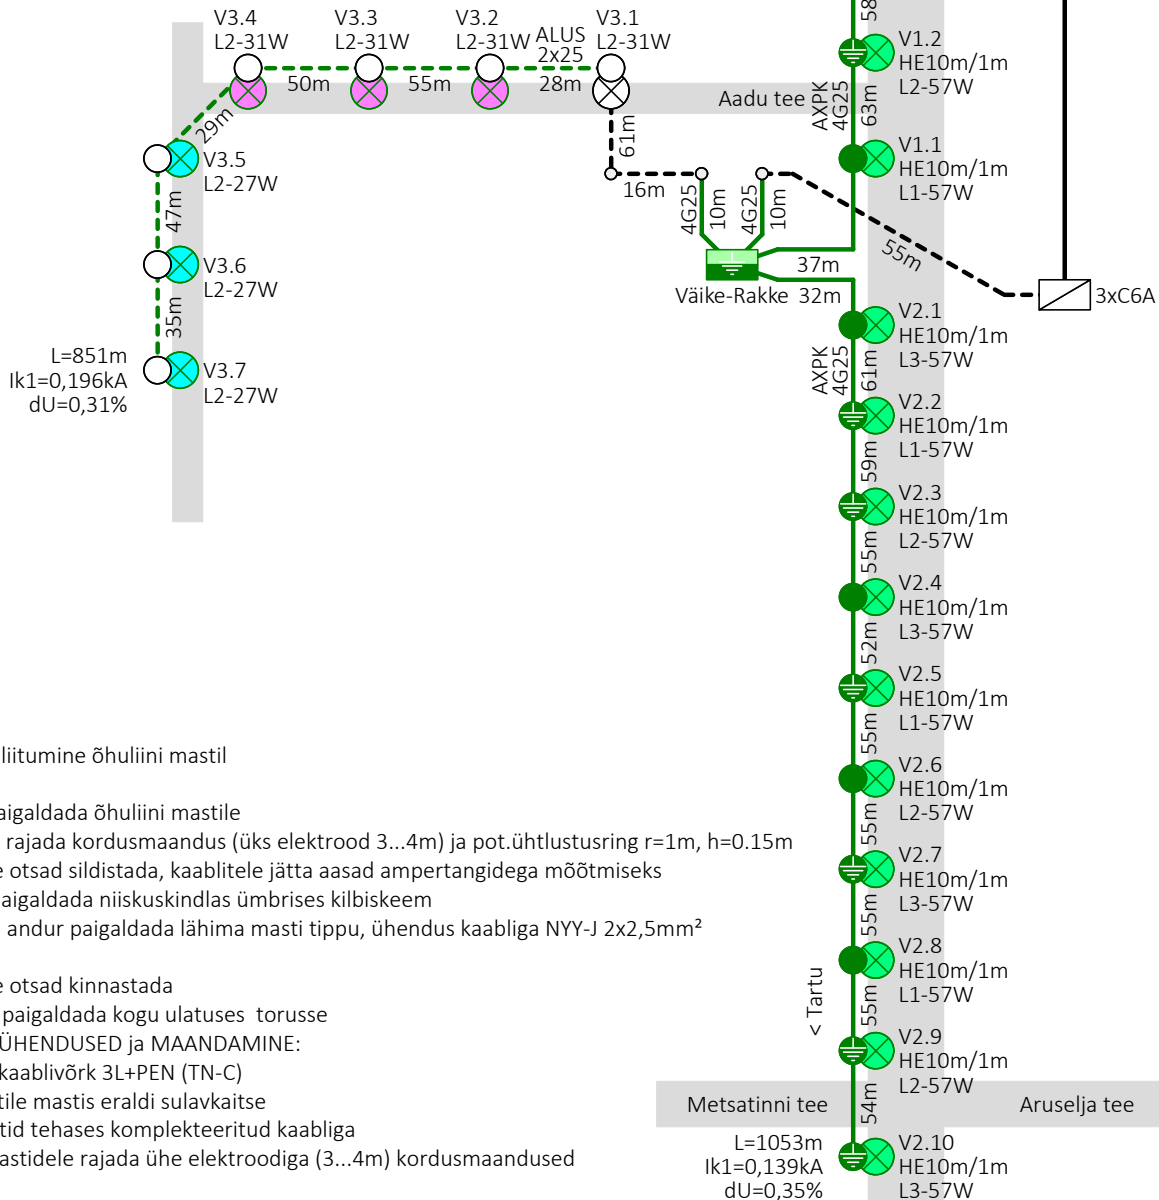 V3.4
L2-31W
V3.3
L2-31W
V3.2
L2-31W
ALUS
2x25
V3.1
L2-31W
50m
55m
28m
29m
Aadu tee
61m
16m
4G25
10m
4G25
10m
55m
3xC6A
V3.5
L2-27W
47m
V3.6
L2-27W
35m
V3.7
L2-27W
L=851m
Ik1=0,196kA
dU=0,31%
58
V1.2
HE10m/1m
L2-57W
AXPK
4G25
63m
V1.1
HE10m/1m
L1-57W
37m
Väike-Rakke
32m
V2.1
HE10m/1m
L3-57W
AXPK
4G25
61m
V2.2
HE10m/1m
L1-57W
59m
V2.3
HE10m/1m
L2-57W
55m
V2.4
HE10m/1m
L3-57W
52m
V2.5
HE10m/1m
L1-57W
55m
V2.6
HE10m/1m
L2-57W
55m
V2.7
HE10m/1m
L3-57W
55m
V2.8
HE10m/1m
L1-57W
< Tartu
55m
V2.9
HE10m/1m
L2-57W
Metsatinni tee
54m
Aruselja tee
L=1053m
Ik1=0,139kA
dU=0,35%
V2.10
HE10m/1m
L3-57W
liitumine õhuliini mastil
aigaldada õhuliini mastile
rajada kordusmaandus (üks elektrood 3...4m) ja pot.ühtlustusring r=1m, h=0.15m
e otsad sildistada, kaablitele jätta aasad ampertangidega mõõtmiseks
aigaldada niiskuskindlas ümbrises kilbiskeem
andur paigaldada lähima masti tippu, ühendus kaabliga NYY-J 2x2,5mm²
e otsad kinnastada
paigaldada kogu ulatuses torusse
ÜHENDUSED ja MAANDAMINE:
kaablivõrk 3L+PEN (TN-C)
tile mastis eraldi sulavkaitse
tid tehases komplekteeritud kaabliga
astidele rajada ühe elektroodiga (3...4m) kordusmaandused